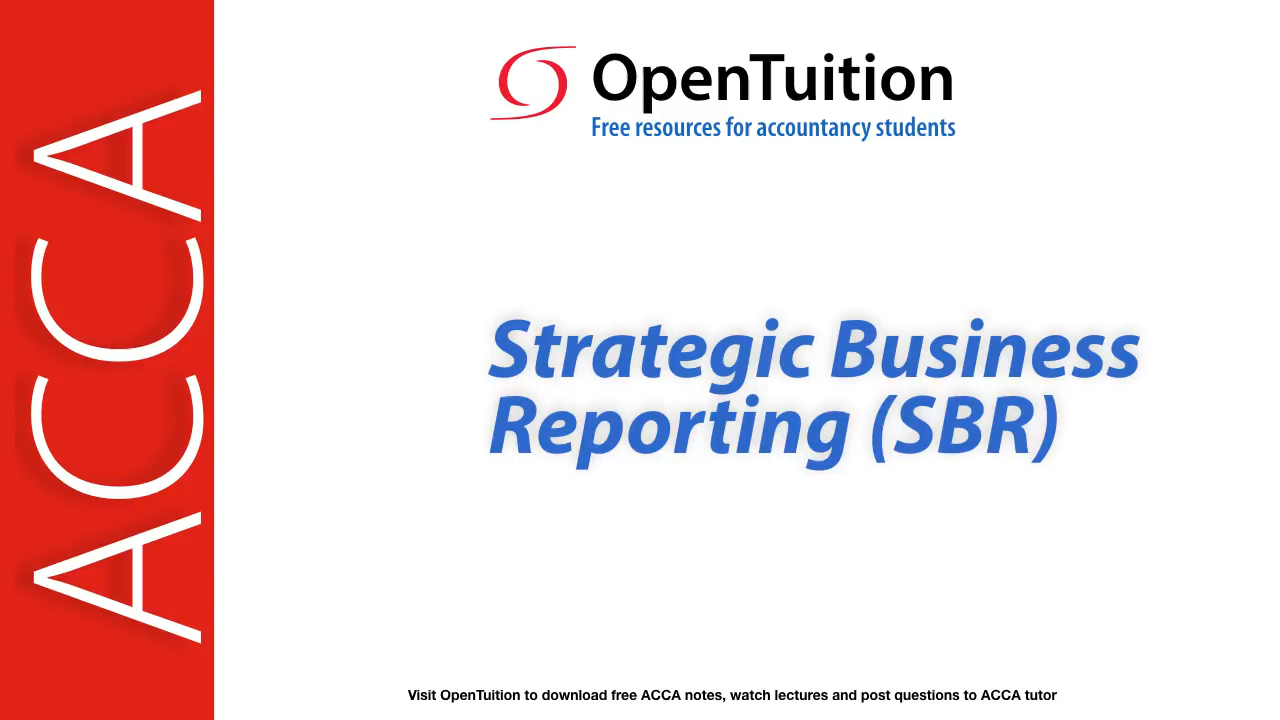 ACCA
OpenTuition
Free resources for accountancy students
Strategic Business
Reporting (SBR)
Visit OpenTuition to download free ACCA notes, watch lectures and post questions to ACCA tutor